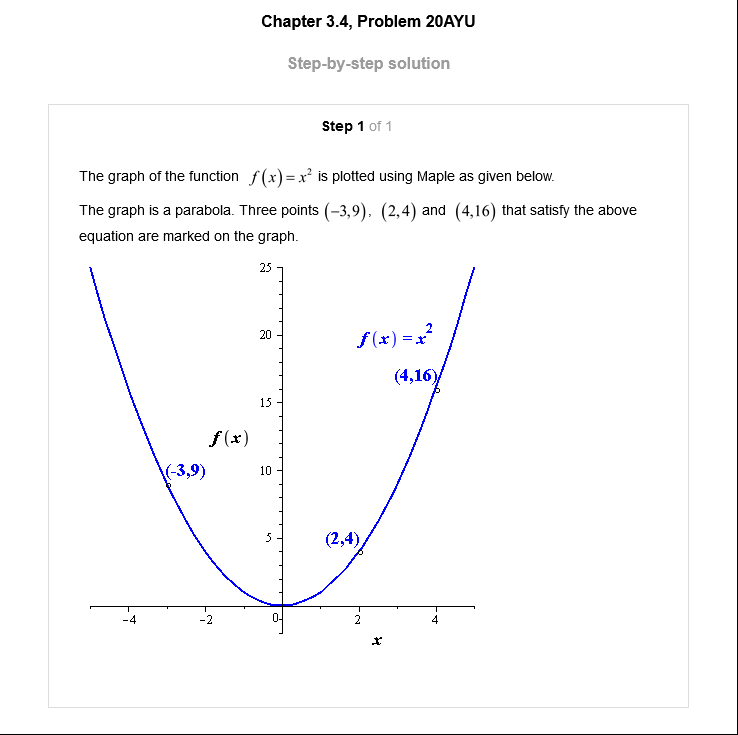 Chapter 3.4, Problem 20AYU
Step-by-step solution
Step 1 of 1
The graph of the function f(x)=x² is plotted using Maple as given below.
The graph is a parabola. Three points (−3,9), (2,4) and (4,16) that satisfy the above
equation are marked on the graph.
25
20
f(x)=x²
(4,16)
15
f(x)
(-3,9)
10
(2,4)
5
−4
−2
0
2
4
x